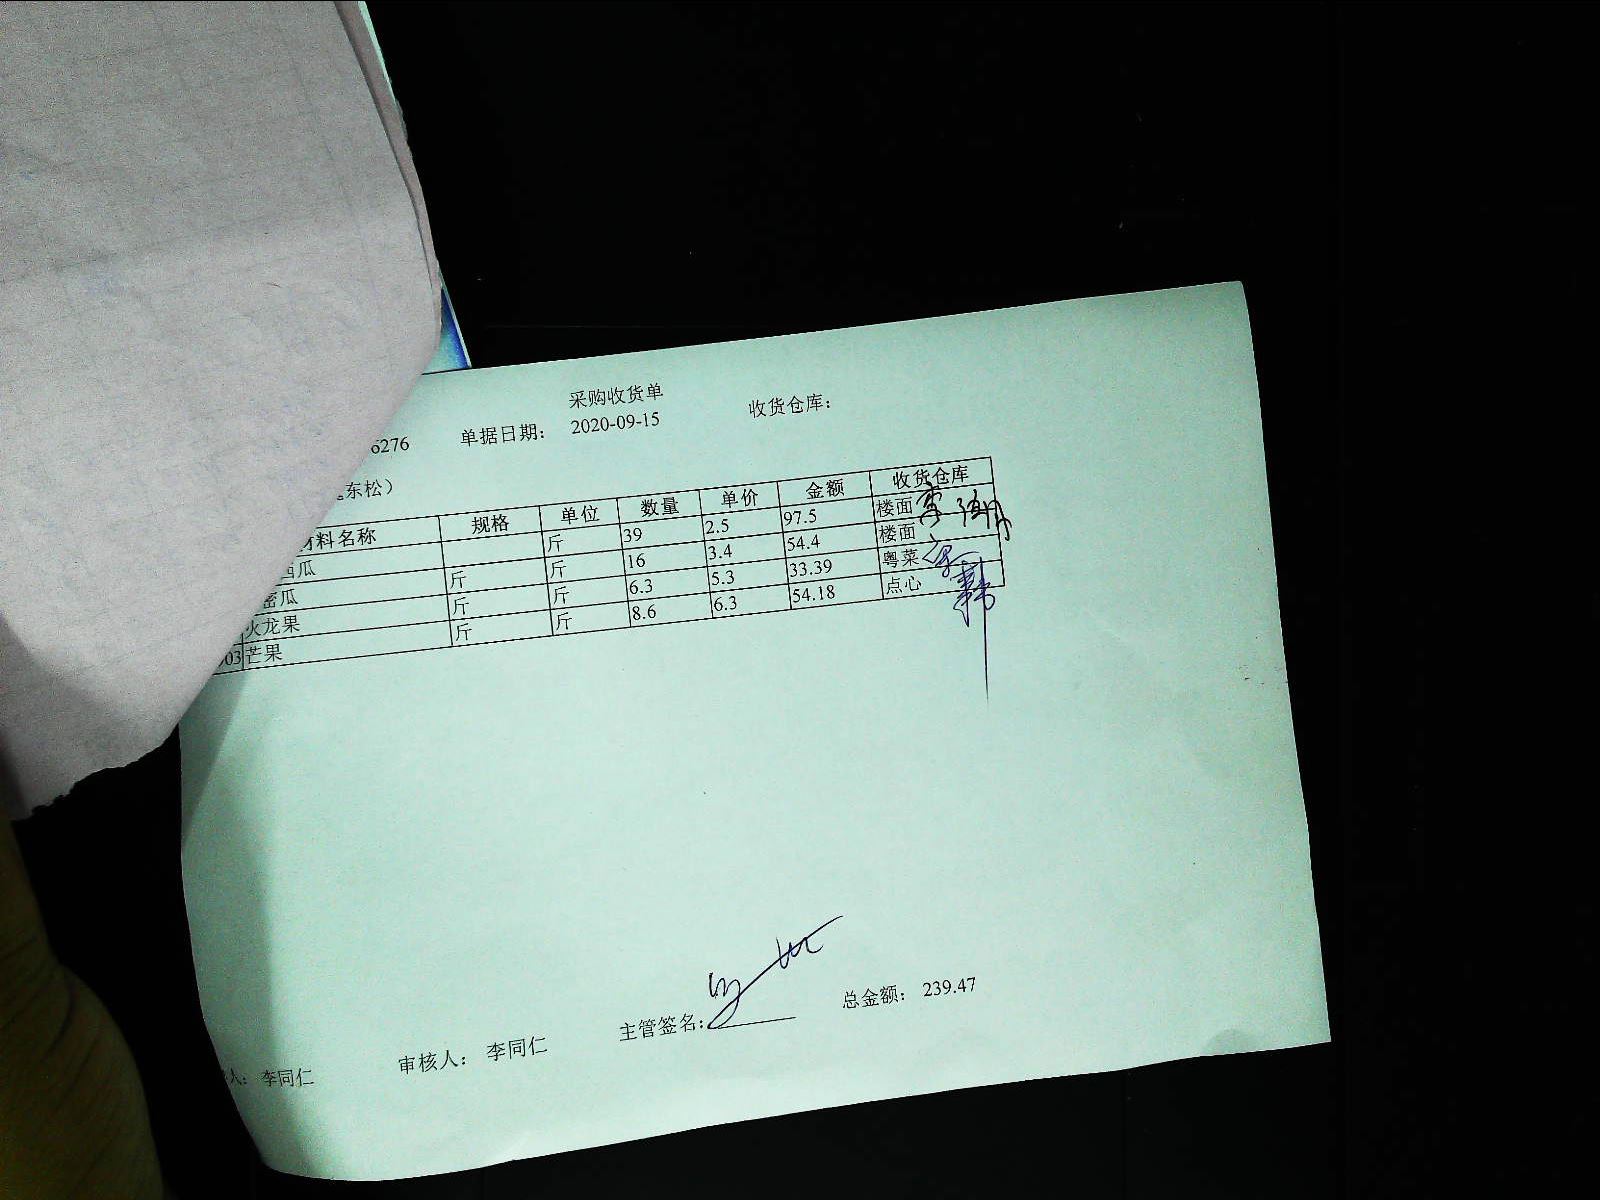 采购收货单
6276 单据日期: 2020-09-15 收货仓库:
东松)
材料名称 规格 单位 数量 单价 金额 收货仓库
西瓜 斤 39 2.5 97.5 楼面
密瓜 斤 斤 16 3.4 54.4 楼面
火龙果 斤 斤 6.3 5.3 33.39 粤菜
03 芒果 斤 斤 8.6 6.3 54.18 点心
人: 李同仁 审核人: 李同仁 主管签名: 总金额: 239.47